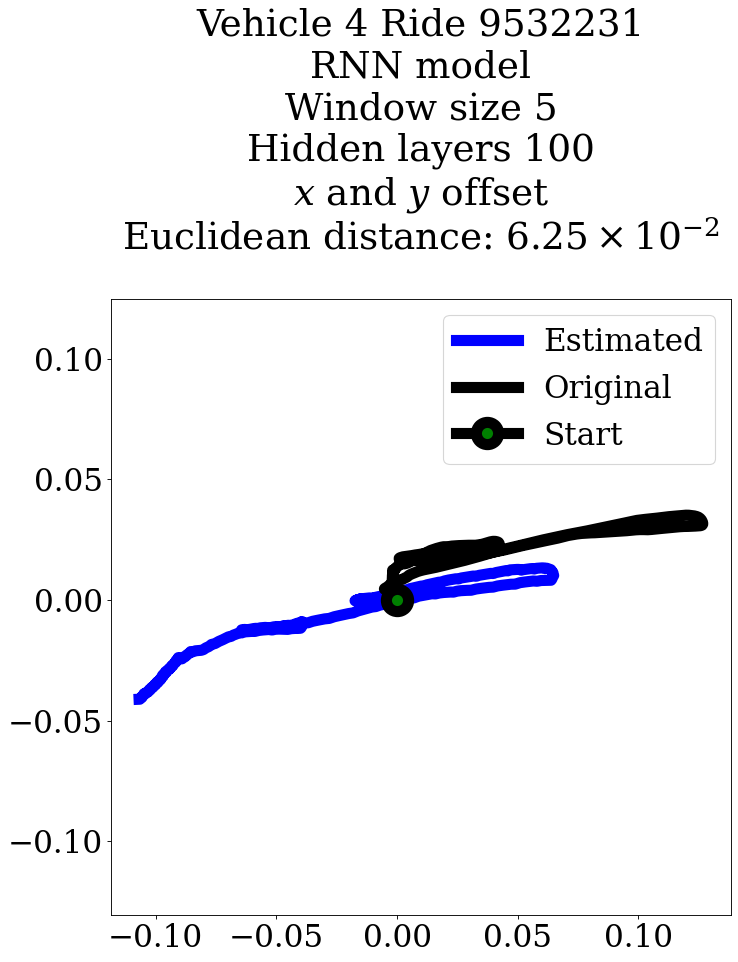 Vehicle 4 Ride 9532231
RNN model
Window size 5
Hidden layers 100
x and y offset
Euclidean distance: 6.25 × 10⁻²
Estimated
Original
Start
0.10
0.05
0.00
−0.05
−0.10
−0.10 −0.05 0.00 0.05 0.10